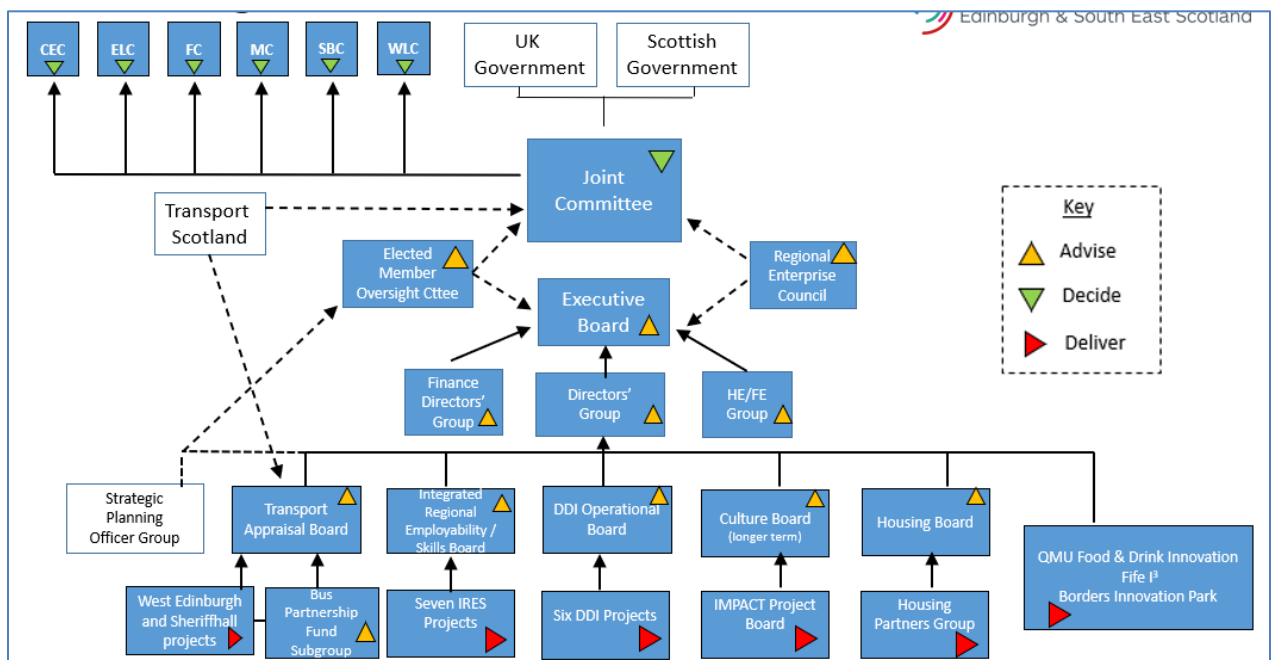 Edinburgh & South East Scotland
CEC
ELC
FC
MC
SBC
WLC
UK
Government
Scottish
Government
Joint
Committee
Transport
Scotland
Elected
Member
Oversight Cttee
Regional
Enterprise
Council
Executive
Board
Key
Advise
Decide
Deliver
Finance
Directors'
Group
Directors'
Group
HE/FE
Group
Strategic
Planning
Officer Group
Transport
Appraisal Board
Integrated
Regional
Employability /
Skills Board
DDI Operational
Board
Culture Board
(longer term)
Housing Board
QMU Food & Drink Innovation
Fife I³
Borders Innovation Park
West Edinburgh
and Sheriffhall
projects
Bus
Partnership
Fund
Subgroup
Seven IRES
Projects
Six DDI Projects
IMPACT Project
Board
Housing
Partners Group